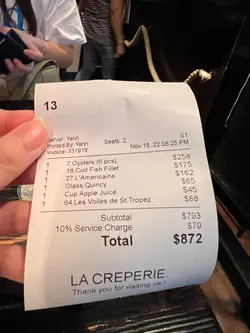 13
Server: Yann
Posted By: Yann
Invoice: 331919
Seats: 2
S1
Nov 18, 22 08:25 PM
1 7.Oysters (6 pcs) $258
1 18.Cod Fish Fillet $175
1 27.L'Americaine $162
1 Glass Quincy $65
1 Cup Apple Juice $45
1 04.Les Voiles de St Tropez $88
Subtotal $793
10% Service Charge $79
Total $872
LA CREPERIE.
Thank you for visiting us !